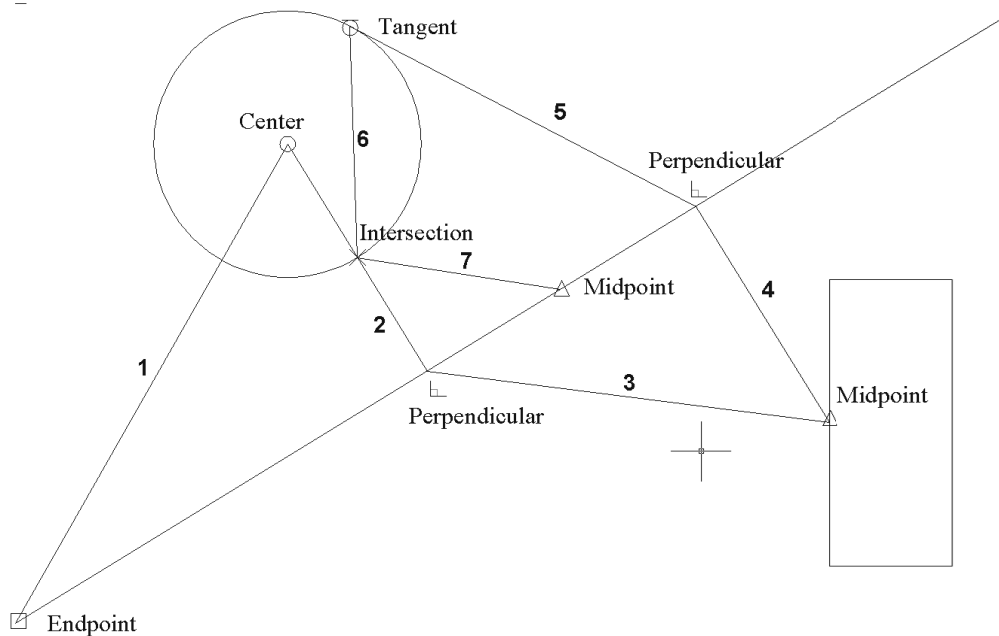 Tangent
5
Center
6
Perpendicular
Intersection
7
Midpoint
4
2
1
3
Midpoint
Perpendicular
Endpoint